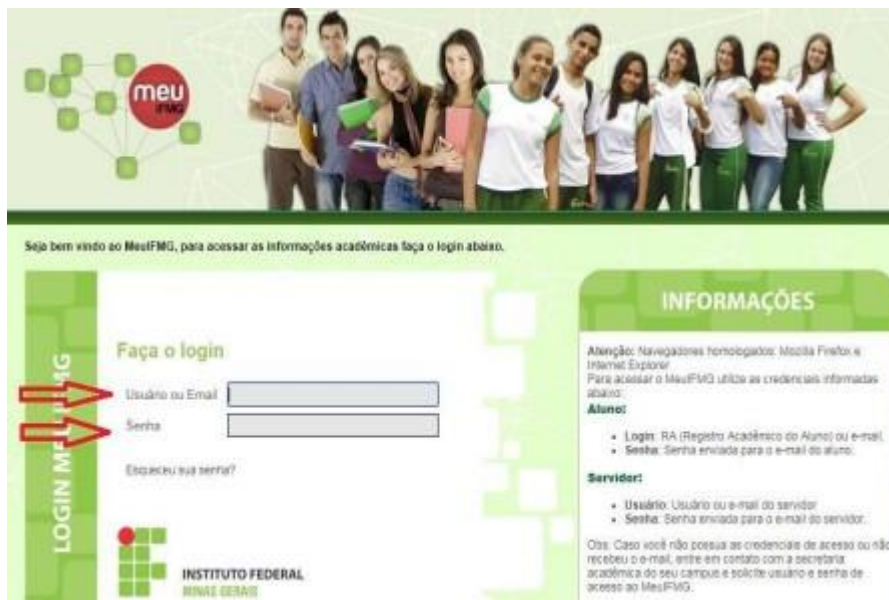 meu
IFMG
Seja bem vindo ao MeuIFMG, para acessar as informações acadêmicas faça o login abaixo.
LOGIN MEU IFMG
Faça o login
Usuário ou Email
Senha
Esqueceu sua senha?
INSTITUTO FEDERAL
MINAS GERAIS
INFORMAÇÕES
Atenção: Navegadores homologados: Mozilla Firefox e
Internet Explorer
Para acessar o MeuIFMG utilize as credenciais informadas
abaixo:
Aluno:
Login: RA (Registro Acadêmico do Aluno) ou e-mail.
Senha: Senha enviada para o e-mail do aluno.
Servidor:
Usuário: Usuário ou e-mail do servidor
Senha: Senha enviada para o e-mail do servidor.
Obs: Caso você não possua as credenciais de acesso ou não
recebeu o e-mail, entre em contato com a secretaria
acadêmica do seu campus e solicite usuário e senha de
acesso ao MeuIFMG.